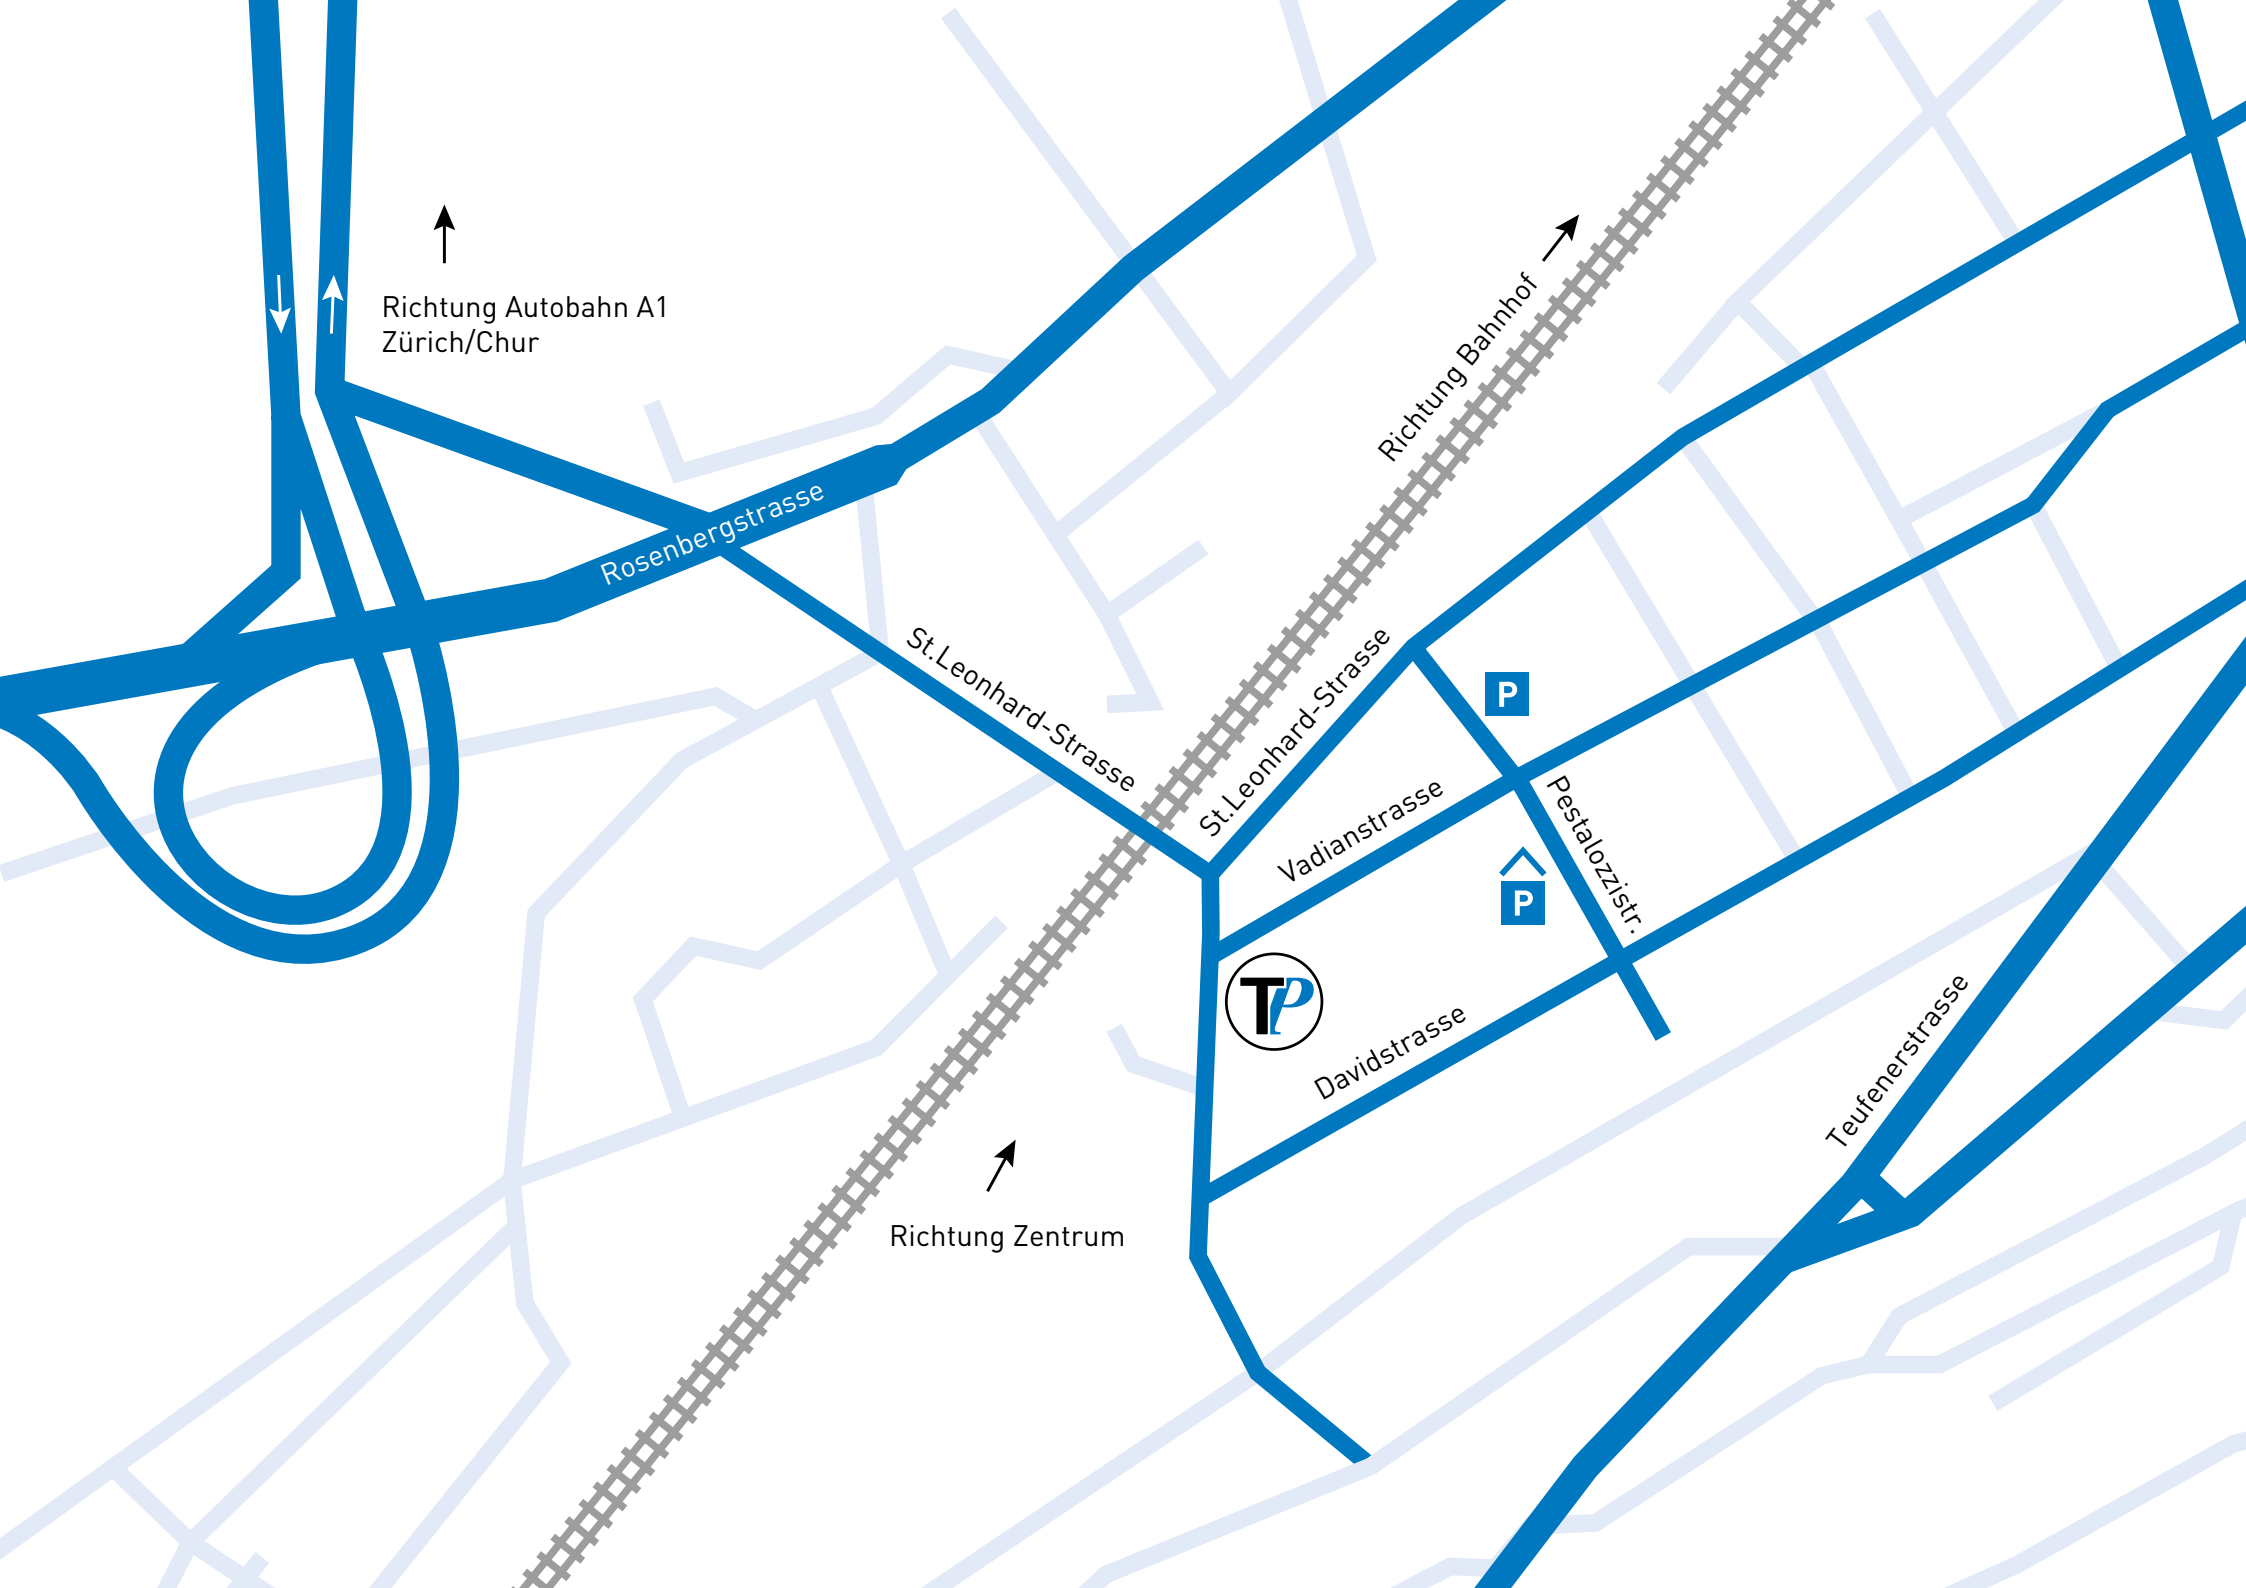 Richtung Autobahn A1
Zürich/Chur
Richtung Bahnhof
Rosenbergstrasse
St.Leonhard-Strasse
St.Leonhard-Strasse
P
Vadianstrasse
Pestalozzistr.
P
TP
Davidstrasse
Teufenerstrasse
Richtung Zentrum